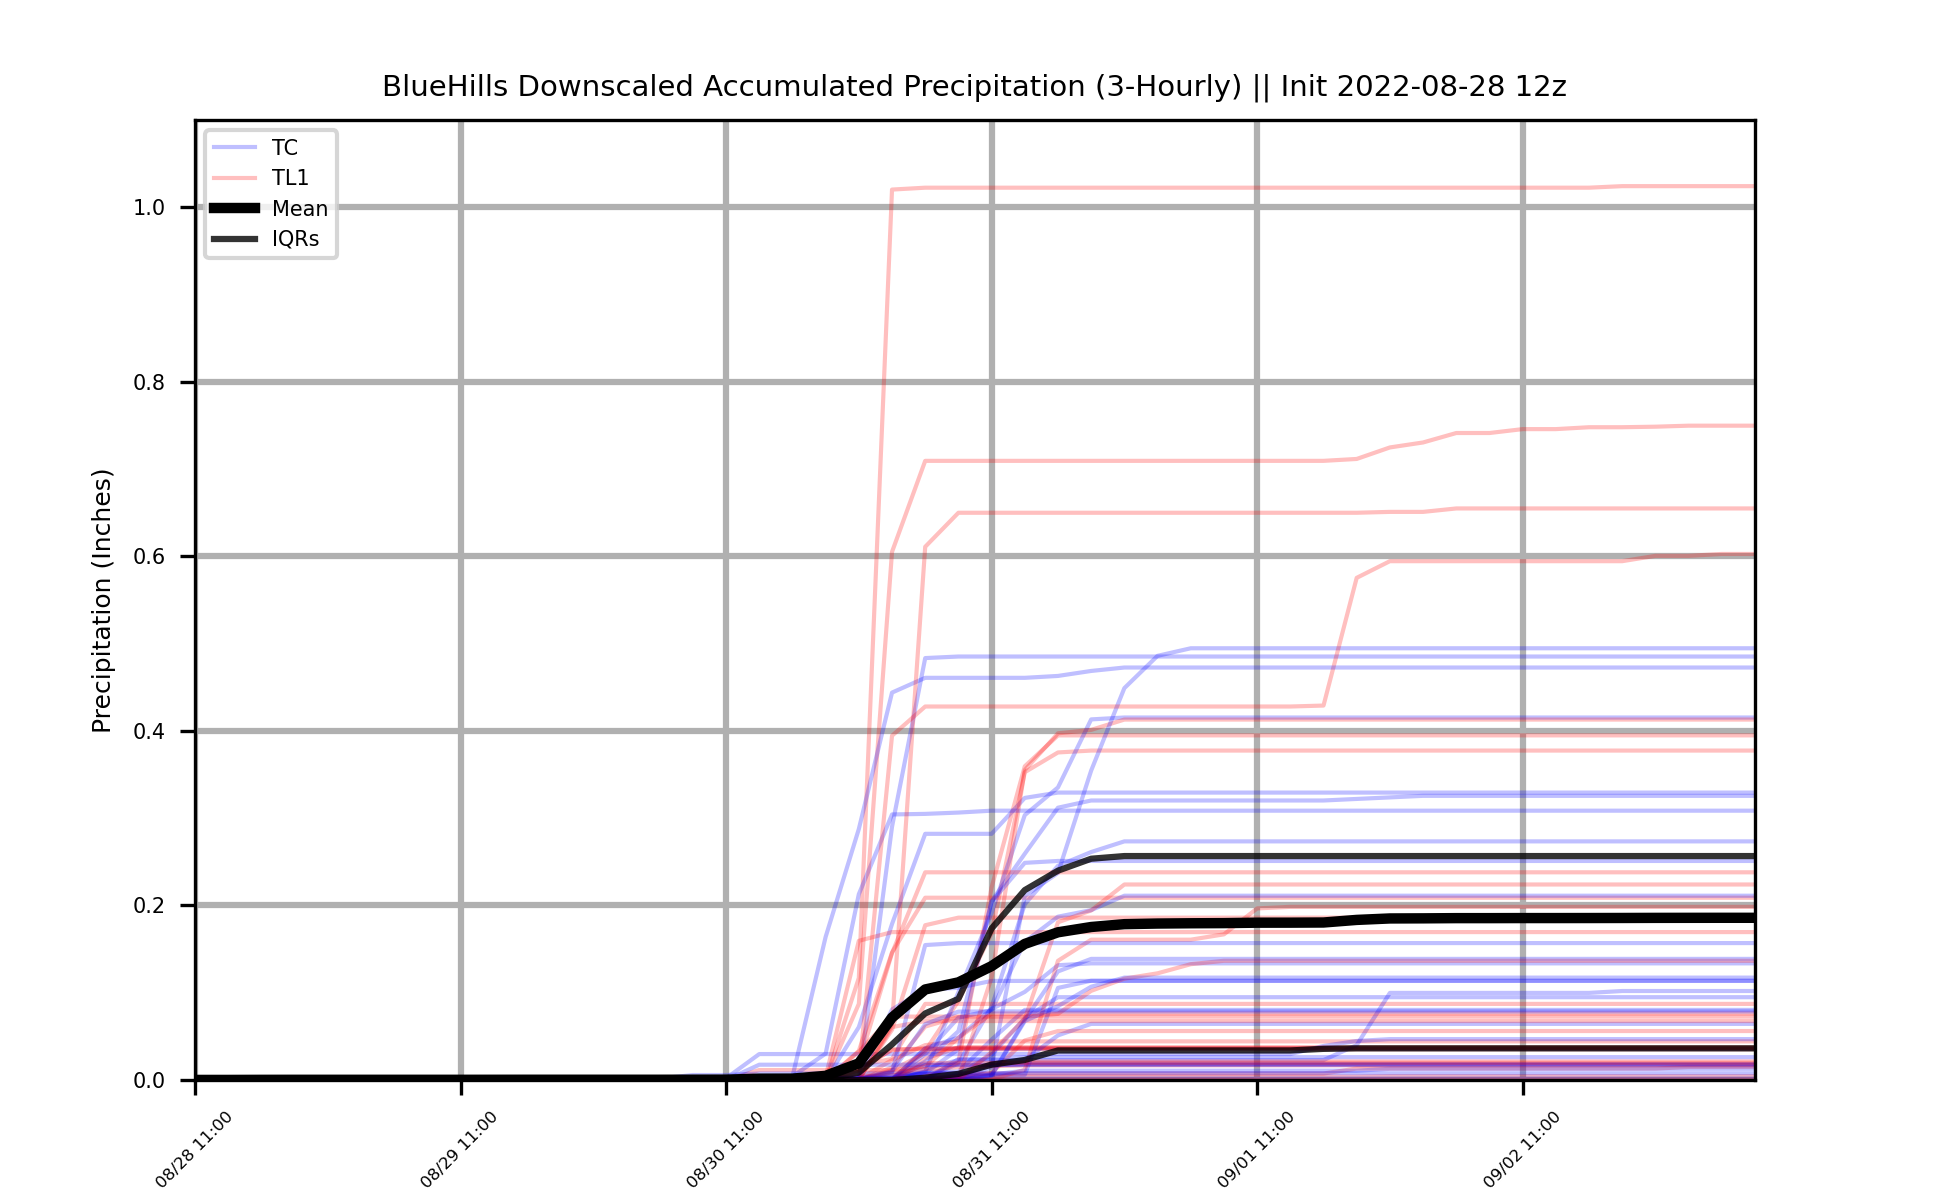 BlueHills Downscaled Accumulated Precipitation (3-Hourly) || Init 2022-08-28 12z
TC
TL1
Mean
IQRs
Precipitation (Inches)
1.0
0.8
0.6
0.4
0.2
0.0
08/28 11:00
08/29 11:00
08/30 11:00
08/31 11:00
09/01 11:00
09/02 11:00